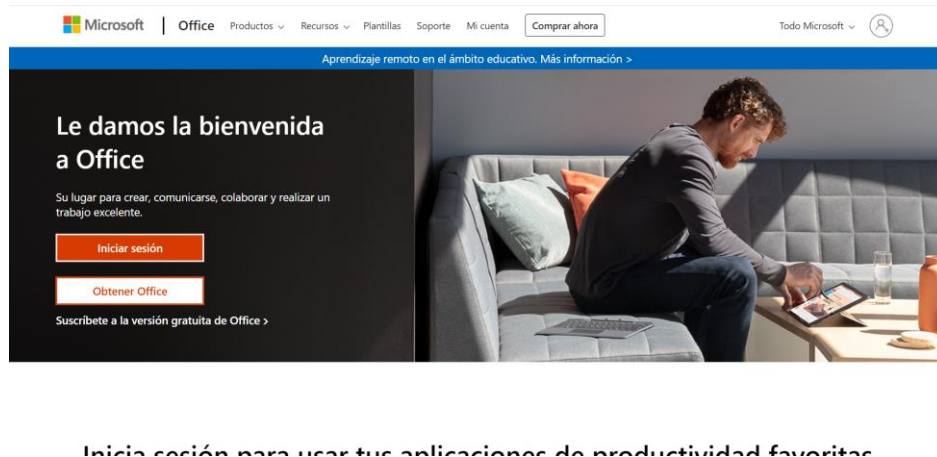 Microsoft | Office Productos Recursos Plantillas Soporte Mi cuenta Comprar ahora Todo Microsoft
Aprendizaje remoto en el ámbito educativo. Más información >
Le damos la bienvenida
a Office
Su lugar para crear, comunicarse, colaborar y realizar un
trabajo excelente.
Iniciar sesión
Obtener Office
Suscríbete a la versión gratuita de Office >
Inicia sesión para usar tus aplicaciones de productividad favoritas